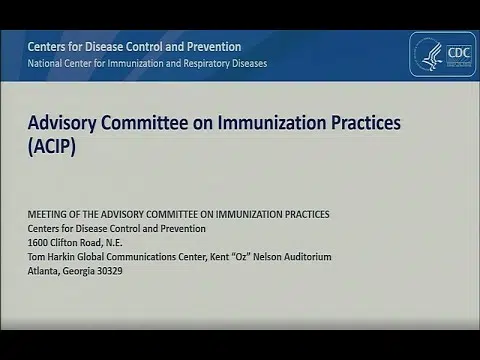 Centers for Disease Control and Prevention
National Center for Immunization and Respiratory Diseases
CDC
Advisory Committee on Immunization Practices
(ACIP)
MEETING OF THE ADVISORY COMMITTEE ON IMMUNIZATION PRACTICES
Centers for Disease Control and Prevention
1600 Clifton Road, N.E.
Tom Harkin Global Communications Center, Kent “Oz” Nelson Auditorium
Atlanta, Georgia 30329